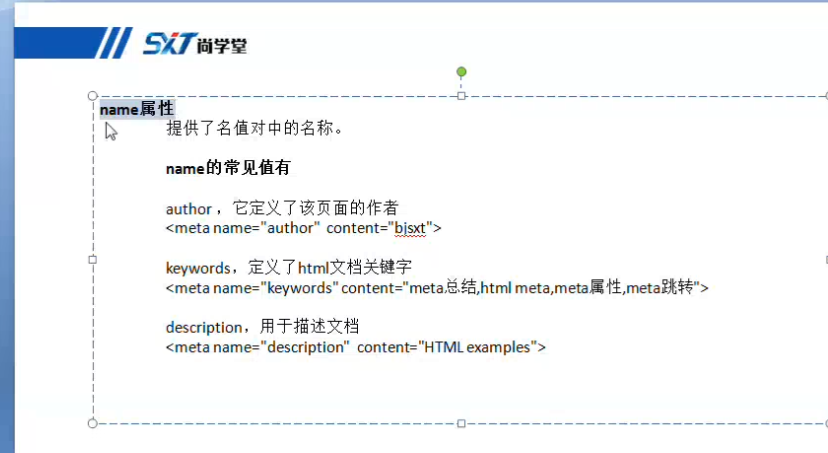 SXT尚学堂
name属性
提供了名值对中的名称。
name的常见值有
author ，它定义了该页面的作者
<meta name="author" content="bjsxt">
keywords，定义了html文档关键字
<meta name="keywords" content="meta总结,html meta,meta属性,meta跳转">
description，用于描述文档
<meta name="description" content="HTML examples">